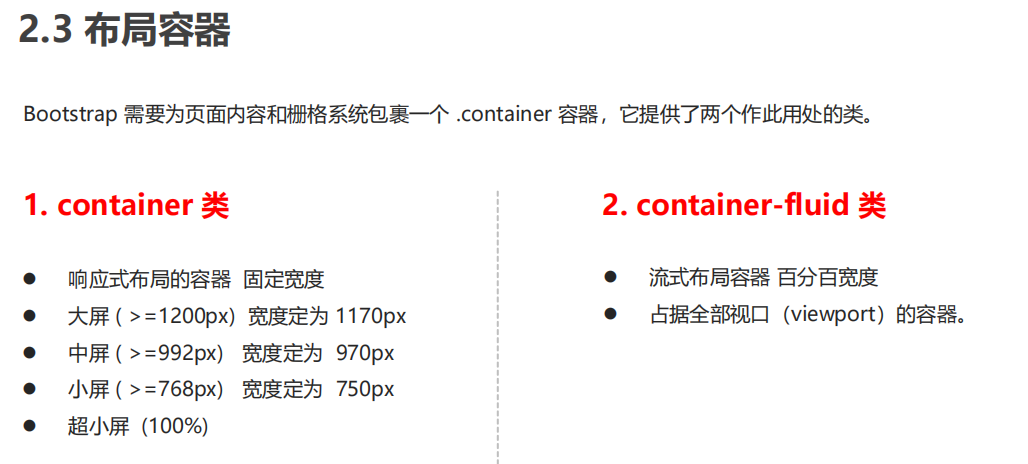 2.3 布局容器
Bootstrap 需要为页面内容和栅格系统包裹一个 .container 容器，它提供了两个作此用处的类。
1. container 类
● 响应式布局的容器 固定宽度
● 大屏 ( >=1200px) 宽度定为 1170px
● 中屏 ( >=992px) 宽度定为 970px
● 小屏 ( >=768px) 宽度定为 750px
● 超小屏 (100%)
2. container-fluid 类
● 流式布局容器 百分百宽度
● 占据全部视口（viewport）的容器。